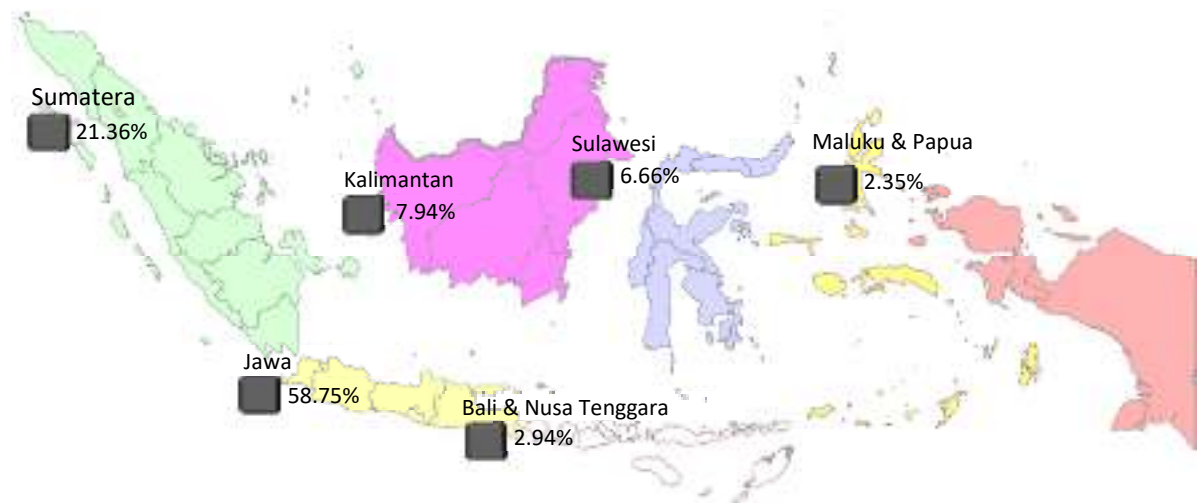 Sumatera
21.36%
Kalimantan
7.94%
Sulawesi
6.66%
Maluku & Papua
2.35%
Jawa
58.75%
Bali & Nusa Tenggara
2.94%